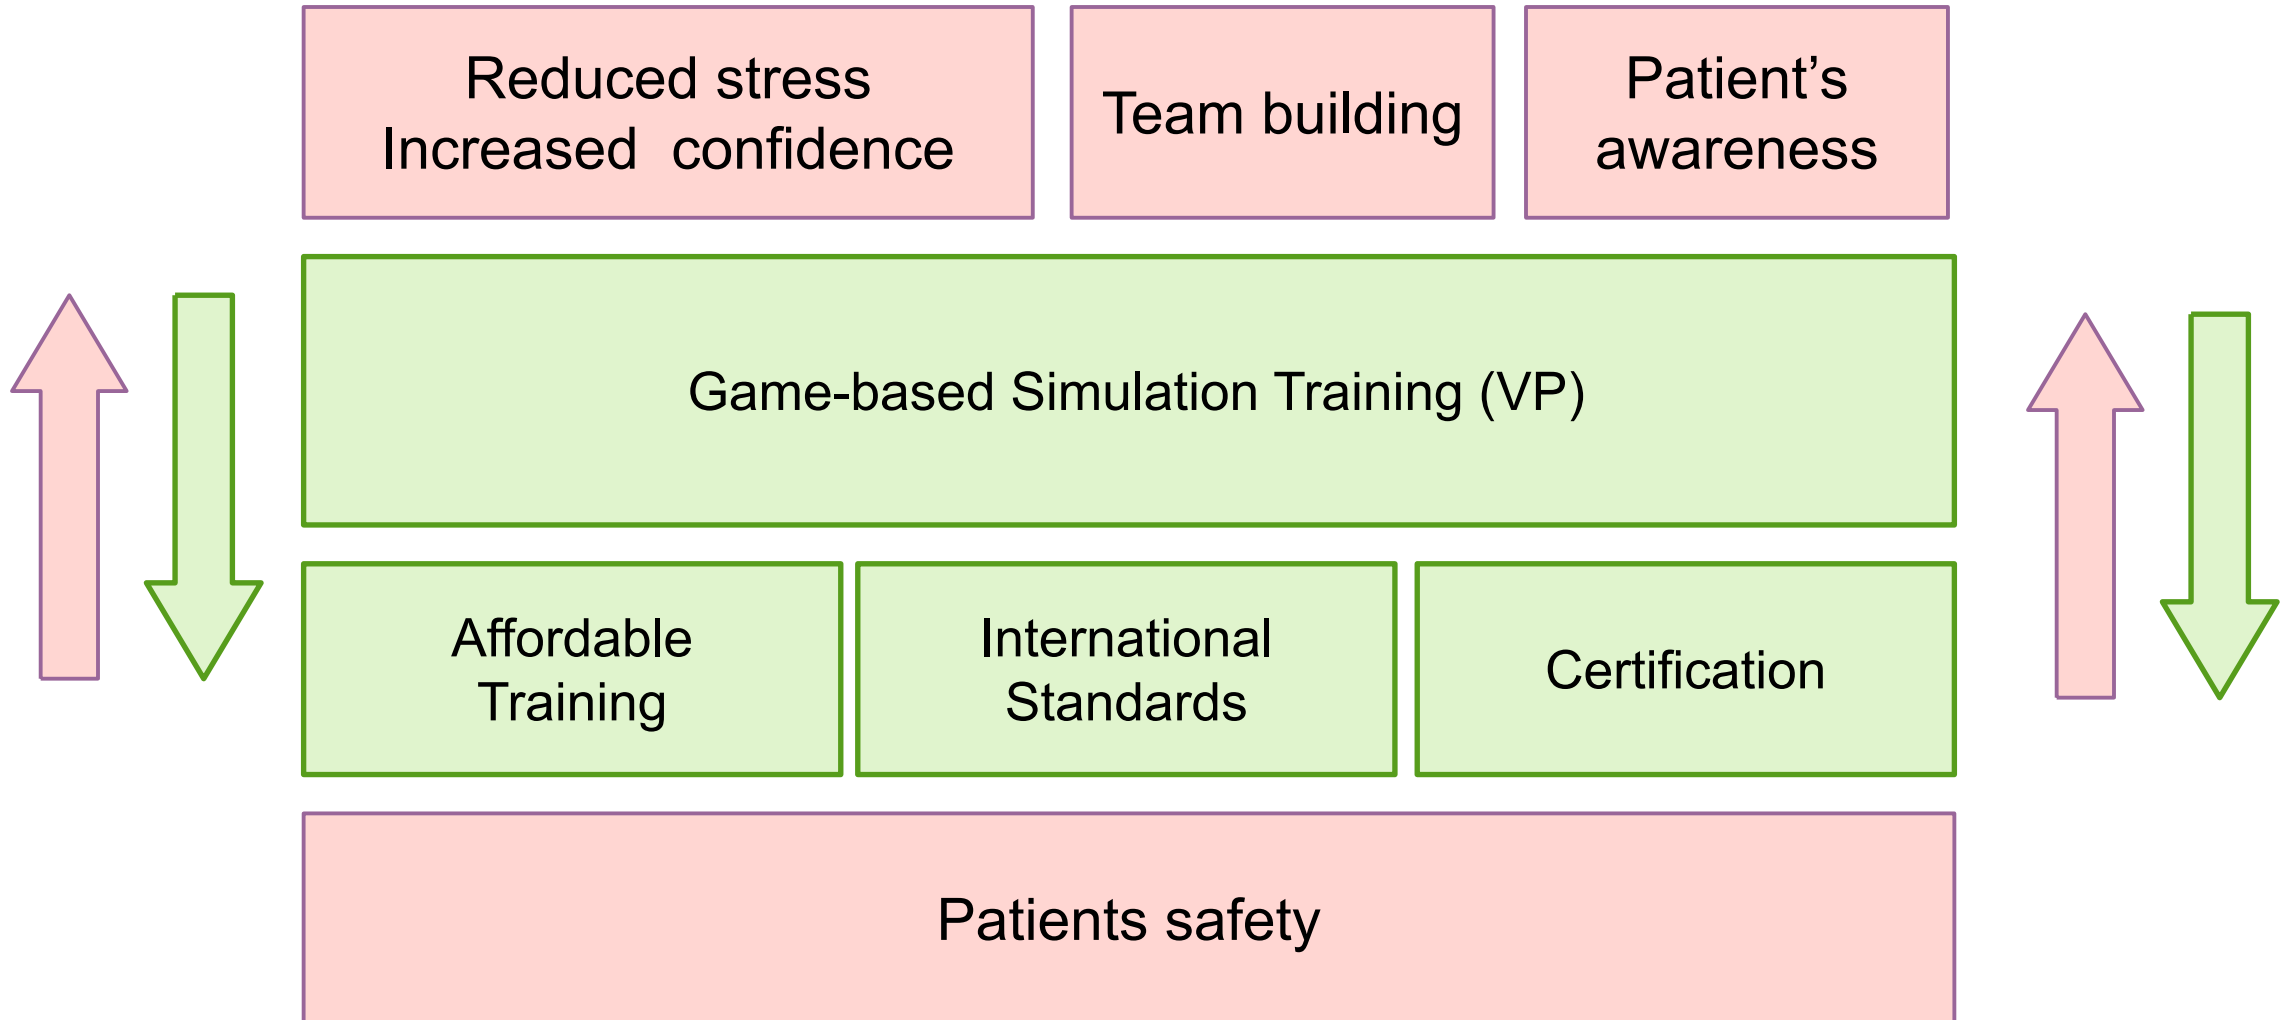 Reduced stress
Increased  confidence
Team building
Patient’s
awareness
Game-based Simulation Training (VP)
Affordable
Training
International
Standards
Certification
Patients safety